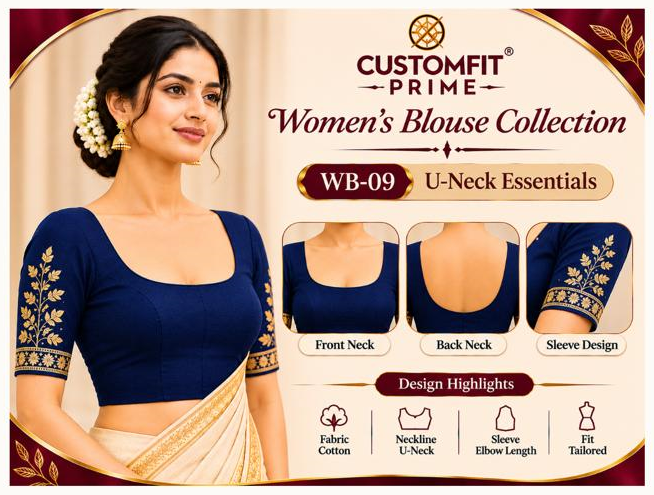 CUSTOMFIT®
PRIME
Women's Blouse Collection
WB-09 U-Neck Essentials
Front Neck
Back Neck
Sleeve Design
Design Highlights
Fabric
Cotton
Neckline
U-Neck
Sleeve
Elbow Length
Fit
Tailored